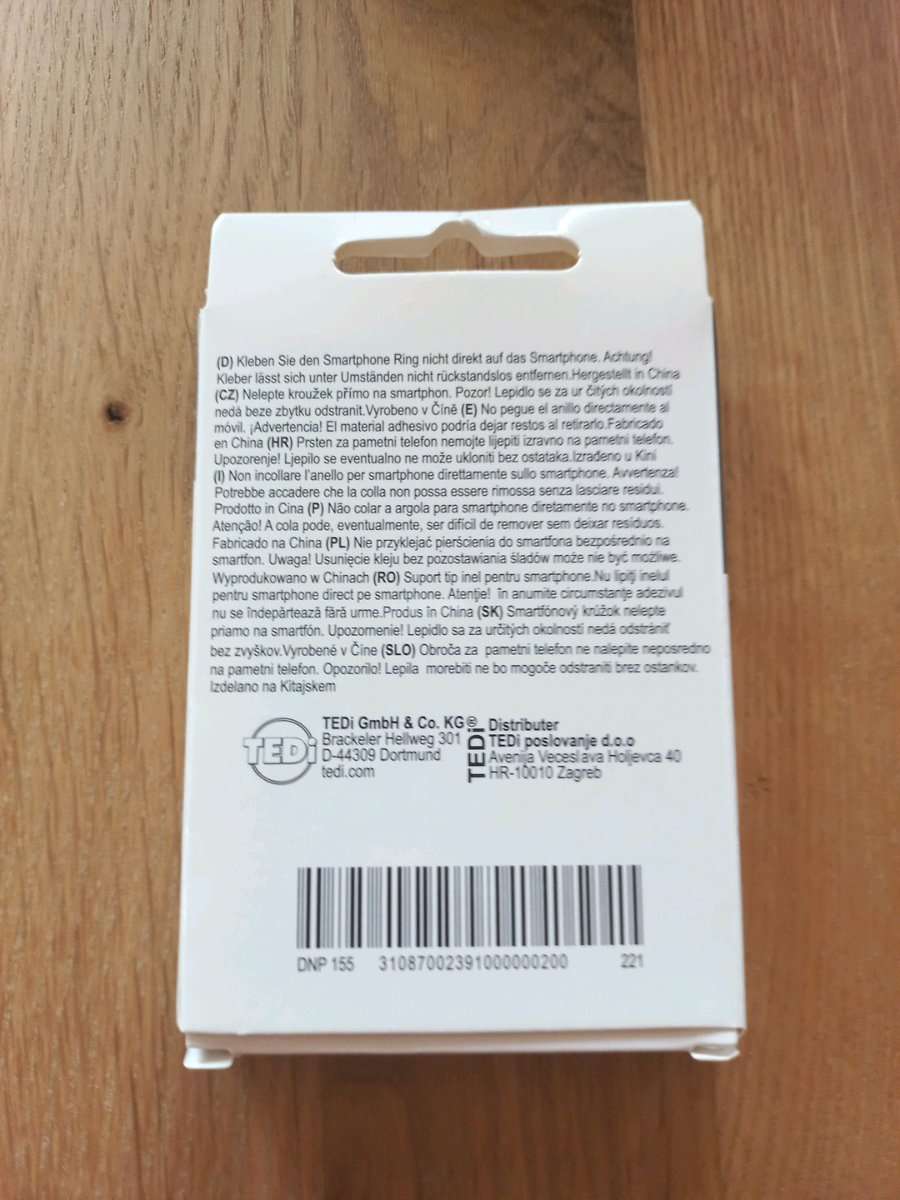 (D) Kleben Sie den Smartphone Ring nicht direkt auf das Smartphone. Achtung!
Kleber lässt sich unter Umständen nicht rückstandslos entfernen.Hergestellt in China
(CZ) Nelepte kroužek přímo na smartphon. Pozor! Lepidlo se za ur čitých okolností
nedá beze zbytku odstranit.Vyrobeno v Číně (E) No pegue el anillo directamente al
móvil. ¡Advertencia! El material adhesivo podría dejar restos al retirarlo.Fabricado
en China (HR) Prsten za pametni telefon nemojte lijepiti izravno na pametni telefon.
Upozorenje! Ljepilo se eventualno ne može ukloniti bez ostataka.Izrađeno u Kini
(I) Non incollare l'anello per smartphone direttamente sullo smartphone. Avvertenza!
Potrebbe accadere che la colla non possa essere rimossa senza lasciare residui.
Prodotto in Cina (P) Não colar a argola para smartphone diretamente no smartphone.
Atenção! A cola pode, eventualmente, ser difícil de remover sem deixar resíduos.
Fabricado na China (PL) Nie przyklejać pierścienia do smartfona bezpośrednio na
smartfon. Uwaga! Usunięcie kleju bez pozostawiania śladów może nie być możliwe.
Wyprodukowano w Chinach (RO) Suport tip inel pentru smartphone.Nu lipiţi inelul
pentru smartphone direct pe smartphone. Atenţie! în anumite circumstanţe adezivul
nu se îndepărtează fără urme.Produs în China (SK) Smartfónový krúžok nelepte
priamo na smartfón. Upozornenie! Lepidlo sa za určitých okolností nedá odstrániť
bez zvyškov.Vyrobené v Číne (SLO) Obroča za pametni telefon ne nalepite neposredno
na pametni telefon. Opozorilo! Lepila morebiti ne bo mogoče odstraniti brez ostankov.
Izdelano na Kitajskem
TEDi
TEDi GmbH & Co. KG
Brackeler Hellweg 301
D-44309 Dortmund
tedi.com
TEDi®
Distributer
TEDi poslovanje d.o.o
Avenija Veceslava Holjevca 40
HR-10010 Zagreb
DNP 155 31087002391000000200 221